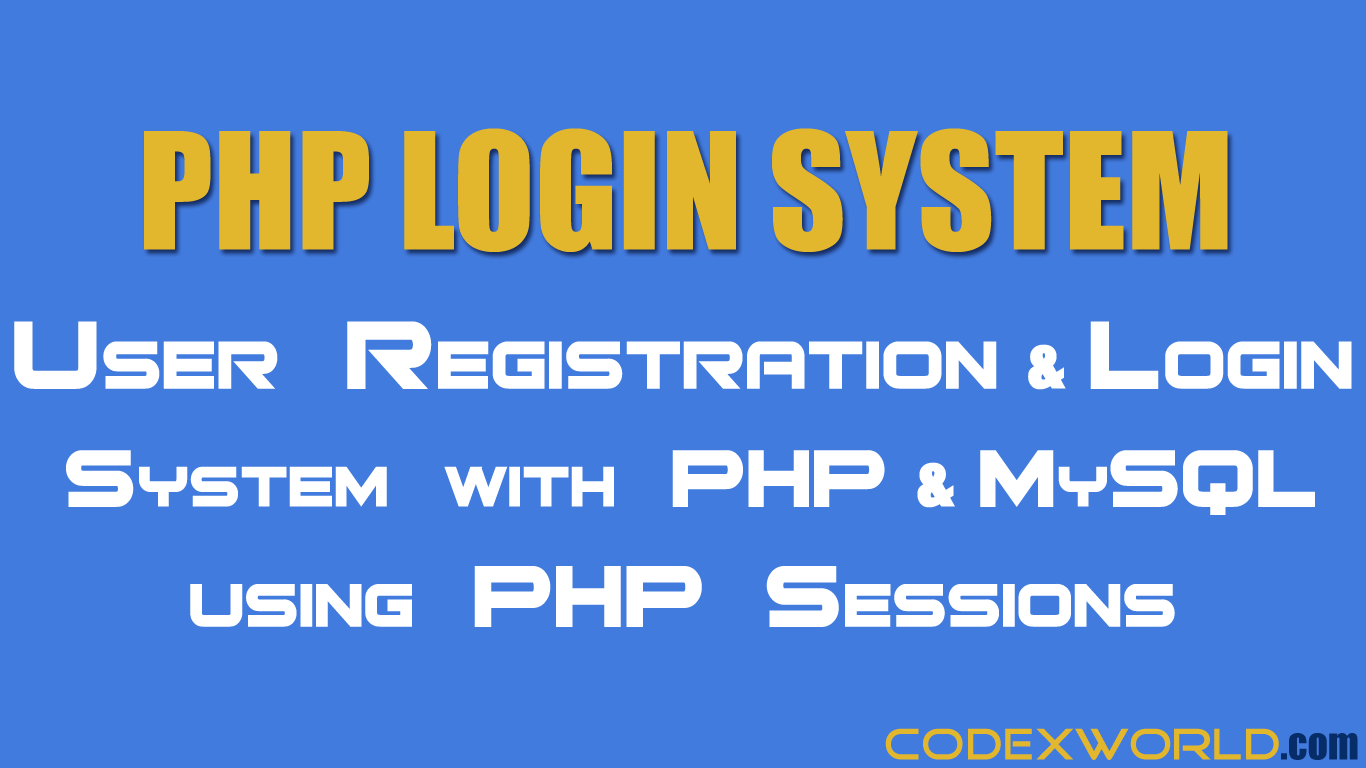 PHP LOGIN SYSTEM
User Registration & Login
System with PHP & MySQL
using PHP Sessions
CODEXWORLD.com